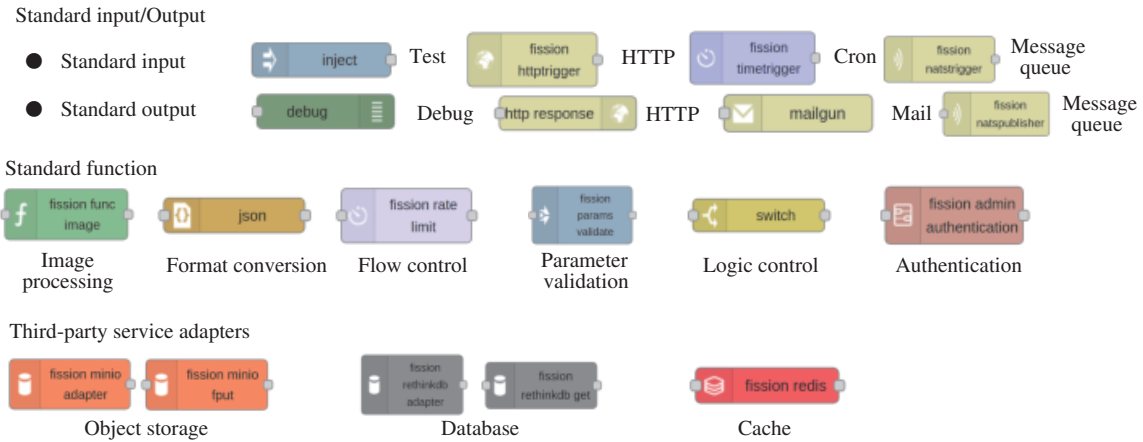 Standard input/Output
● Standard input
inject
Test
fission
httptrigger
HTTP
fission
timetrigger
Cron
fission
natstrigger
Message
queue
● Standard output
debug
Debug
http response
HTTP
mailgun
Mail
fission
natspublisher
Message
queue
Standard function
fission func
image
json
fission rate
limit
fission
params
validate
switch
fission admin
authentication
Image
processing
Format conversion
Flow control
Parameter
validation
Logic control
Authentication
Third-party service adapters
fission minio
adapter
fission minio
fput
fission
rethinkdb
adapter
fission
rethinkdb get
fission redis
Object storage
Database
Cache